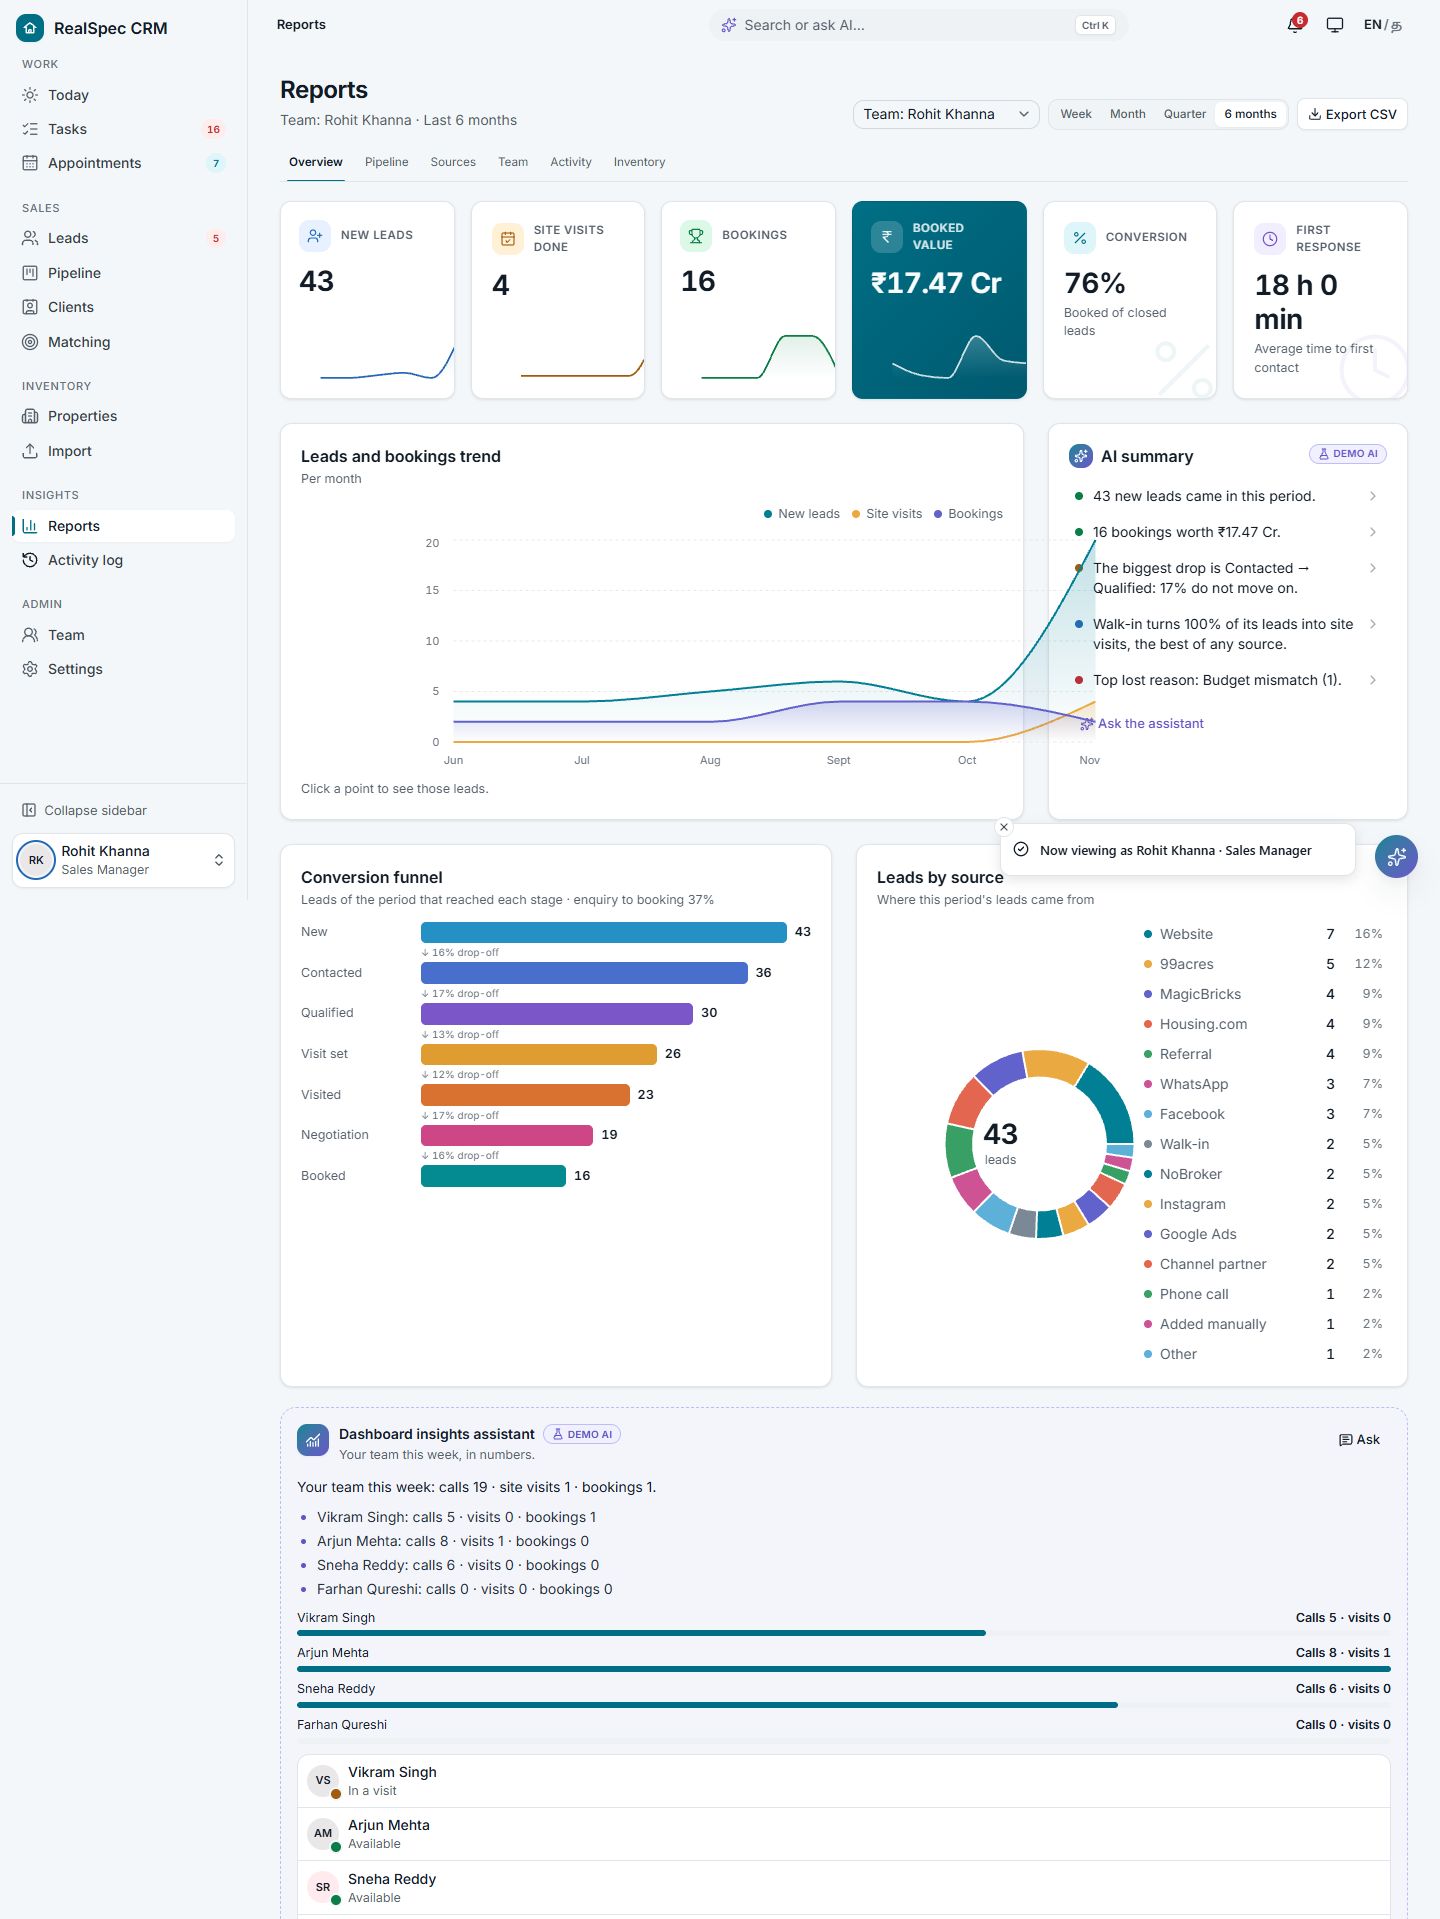 RealSpec CRM
WORK
Today
Tasks 16
Appointments 7
SALES
Leads 5
Pipeline
Clients
Matching
INVENTORY
Properties
Import
INSIGHTS
Reports
Activity log
ADMIN
Team
Settings
Collapse sidebar
RK
Rohit Khanna
Sales Manager
Reports
Search or ask AI...
Ctrl K
6
EN / த
Reports
Team: Rohit Khanna · Last 6 months
Team: Rohit Khanna
Week Month Quarter 6 months
Export CSV
Overview Pipeline Sources Team Activity Inventory
NEW LEADS
43
SITE VISITS
DONE
4
BOOKINGS
16
₹
BOOKED
VALUE
₹17.47 Cr
CONVERSION
76%
Booked of closed
leads
FIRST
RESPONSE
18 h 0
min
Average time to first
contact
Leads and bookings trend
Per month
New leads Site visits Bookings
20
15
10
5
0
Jun Jul Aug Sept Oct Nov
Click a point to see those leads.
AI summary
DEMO AI
43 new leads came in this period.
16 bookings worth ₹17.47 Cr.
The biggest drop is Contacted →
Qualified: 17% do not move on.
Walk-in turns 100% of its leads into site
visits, the best of any source.
Top lost reason: Budget mismatch (1).
Ask the assistant
Now viewing as Rohit Khanna · Sales Manager
Conversion funnel
Leads of the period that reached each stage · enquiry to booking 37%
New 43
↓ 16% drop-off
Contacted 36
↓ 17% drop-off
Qualified 30
↓ 13% drop-off
Visit set 26
↓ 12% drop-off
Visited 23
↓ 17% drop-off
Negotiation 19
↓ 16% drop-off
Booked 16
Leads by source
Where this period's leads came from
43
leads
Website 7 16%
99acres 5 12%
MagicBricks 4 9%
Housing.com 4 9%
Referral 4 9%
WhatsApp 3 7%
Facebook 3 7%
Walk-in 2 5%
NoBroker 2 5%
Instagram 2 5%
Google Ads 2 5%
Channel partner 2 5%
Phone call 1 2%
Added manually 1 2%
Other 1 2%
Dashboard insights assistant
DEMO AI
Your team this week, in numbers.
Ask
Your team this week: calls 19 · site visits 1 · bookings 1.
• Vikram Singh: calls 5 · visits 0 · bookings 1
• Arjun Mehta: calls 8 · visits 1 · bookings 0
• Sneha Reddy: calls 6 · visits 0 · bookings 0
• Farhan Qureshi: calls 0 · visits 0 · bookings 0
Vikram Singh Calls 5 · visits 0
Arjun Mehta Calls 8 · visits 1
Sneha Reddy Calls 6 · visits 0
Farhan Qureshi Calls 0 · visits 0
VS
Vikram Singh
In a visit
AM
Arjun Mehta
Available
SR
Sneha Reddy
Available